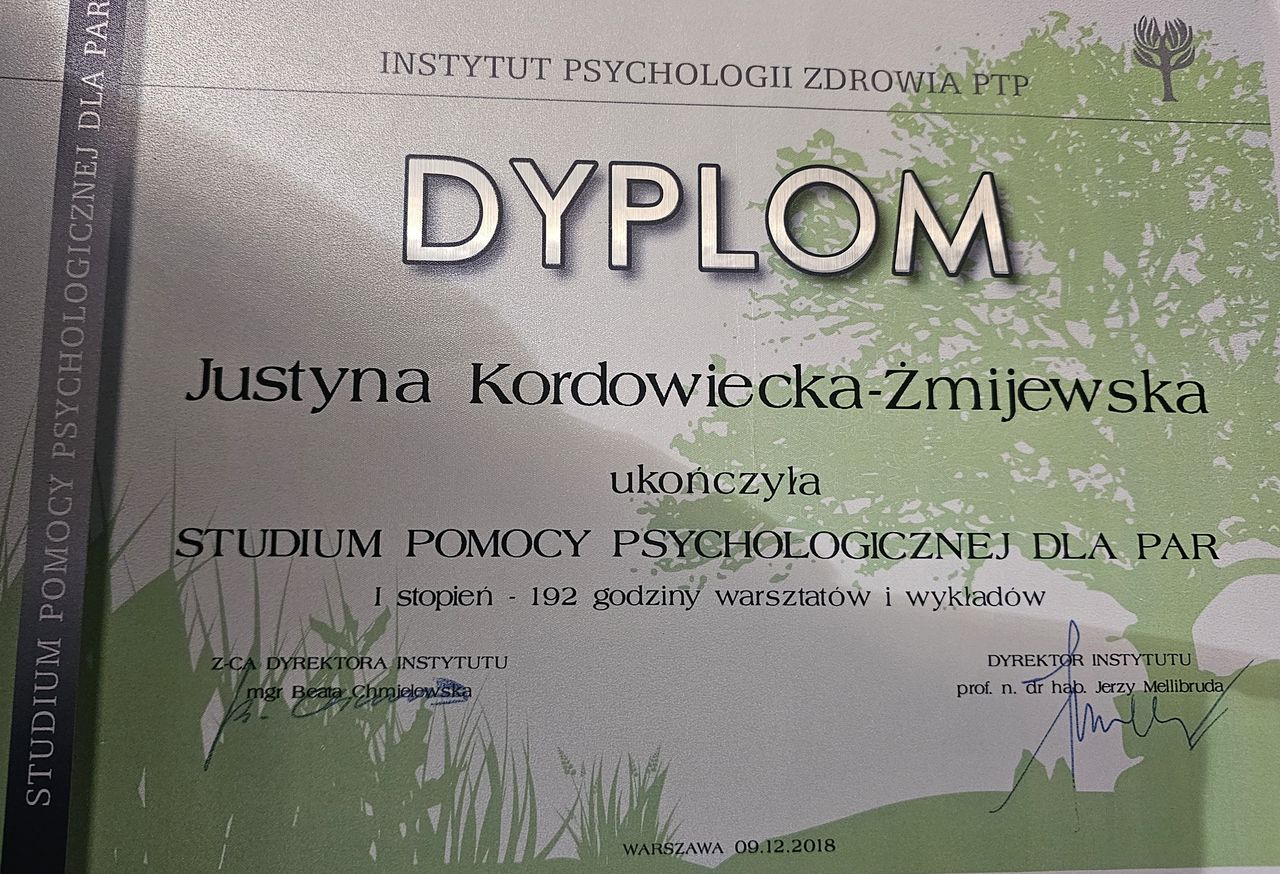 INSTYTUT PSYCHOLOGII ZDROWIA PTP
DYPLOM
Justyna Kordowiecka-Żmijewska
ukończyła
STUDIUM POMOCY PSYCHOLOGICZNEJ DLA PAR
I stopień - 192 godziny warsztatów i wykładów
Z-CA DYREKTORA INSTYTUTU
mgr Beata Chmielewska
DYREKTOR INSTYTUTU
prof. n. dr hab. Jerzy Mellibruda
WARSZAWA 09.12.2018
STUDIUM POMOCY PSYCHOLOGICZNEJ DLA PAR